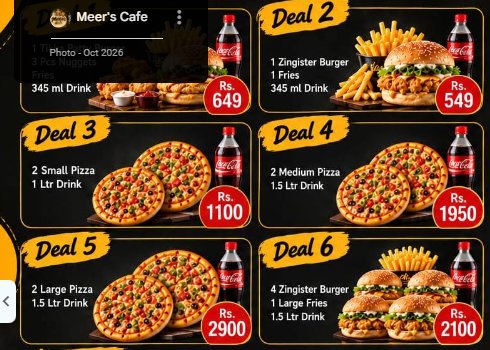 Meer's Cafe
Photo - Oct 2026
3 Pcs Nuggets
Fries
345 ml Drink
Rs.
649
Deal 2
1 Zingister Burger
1 Fries
345 ml Drink
Rs.
549
Deal 3
2 Small Pizza
1 Ltr Drink
Rs.
1100
Deal 4
2 Medium Pizza
1.5 Ltr Drink
Rs.
1950
Deal 5
2 Large Pizza
1.5 Ltr Drink
Rs.
2900
Deal 6
4 Zingister Burger
1 Large Fries
1.5 Ltr Drink
Rs.
2100